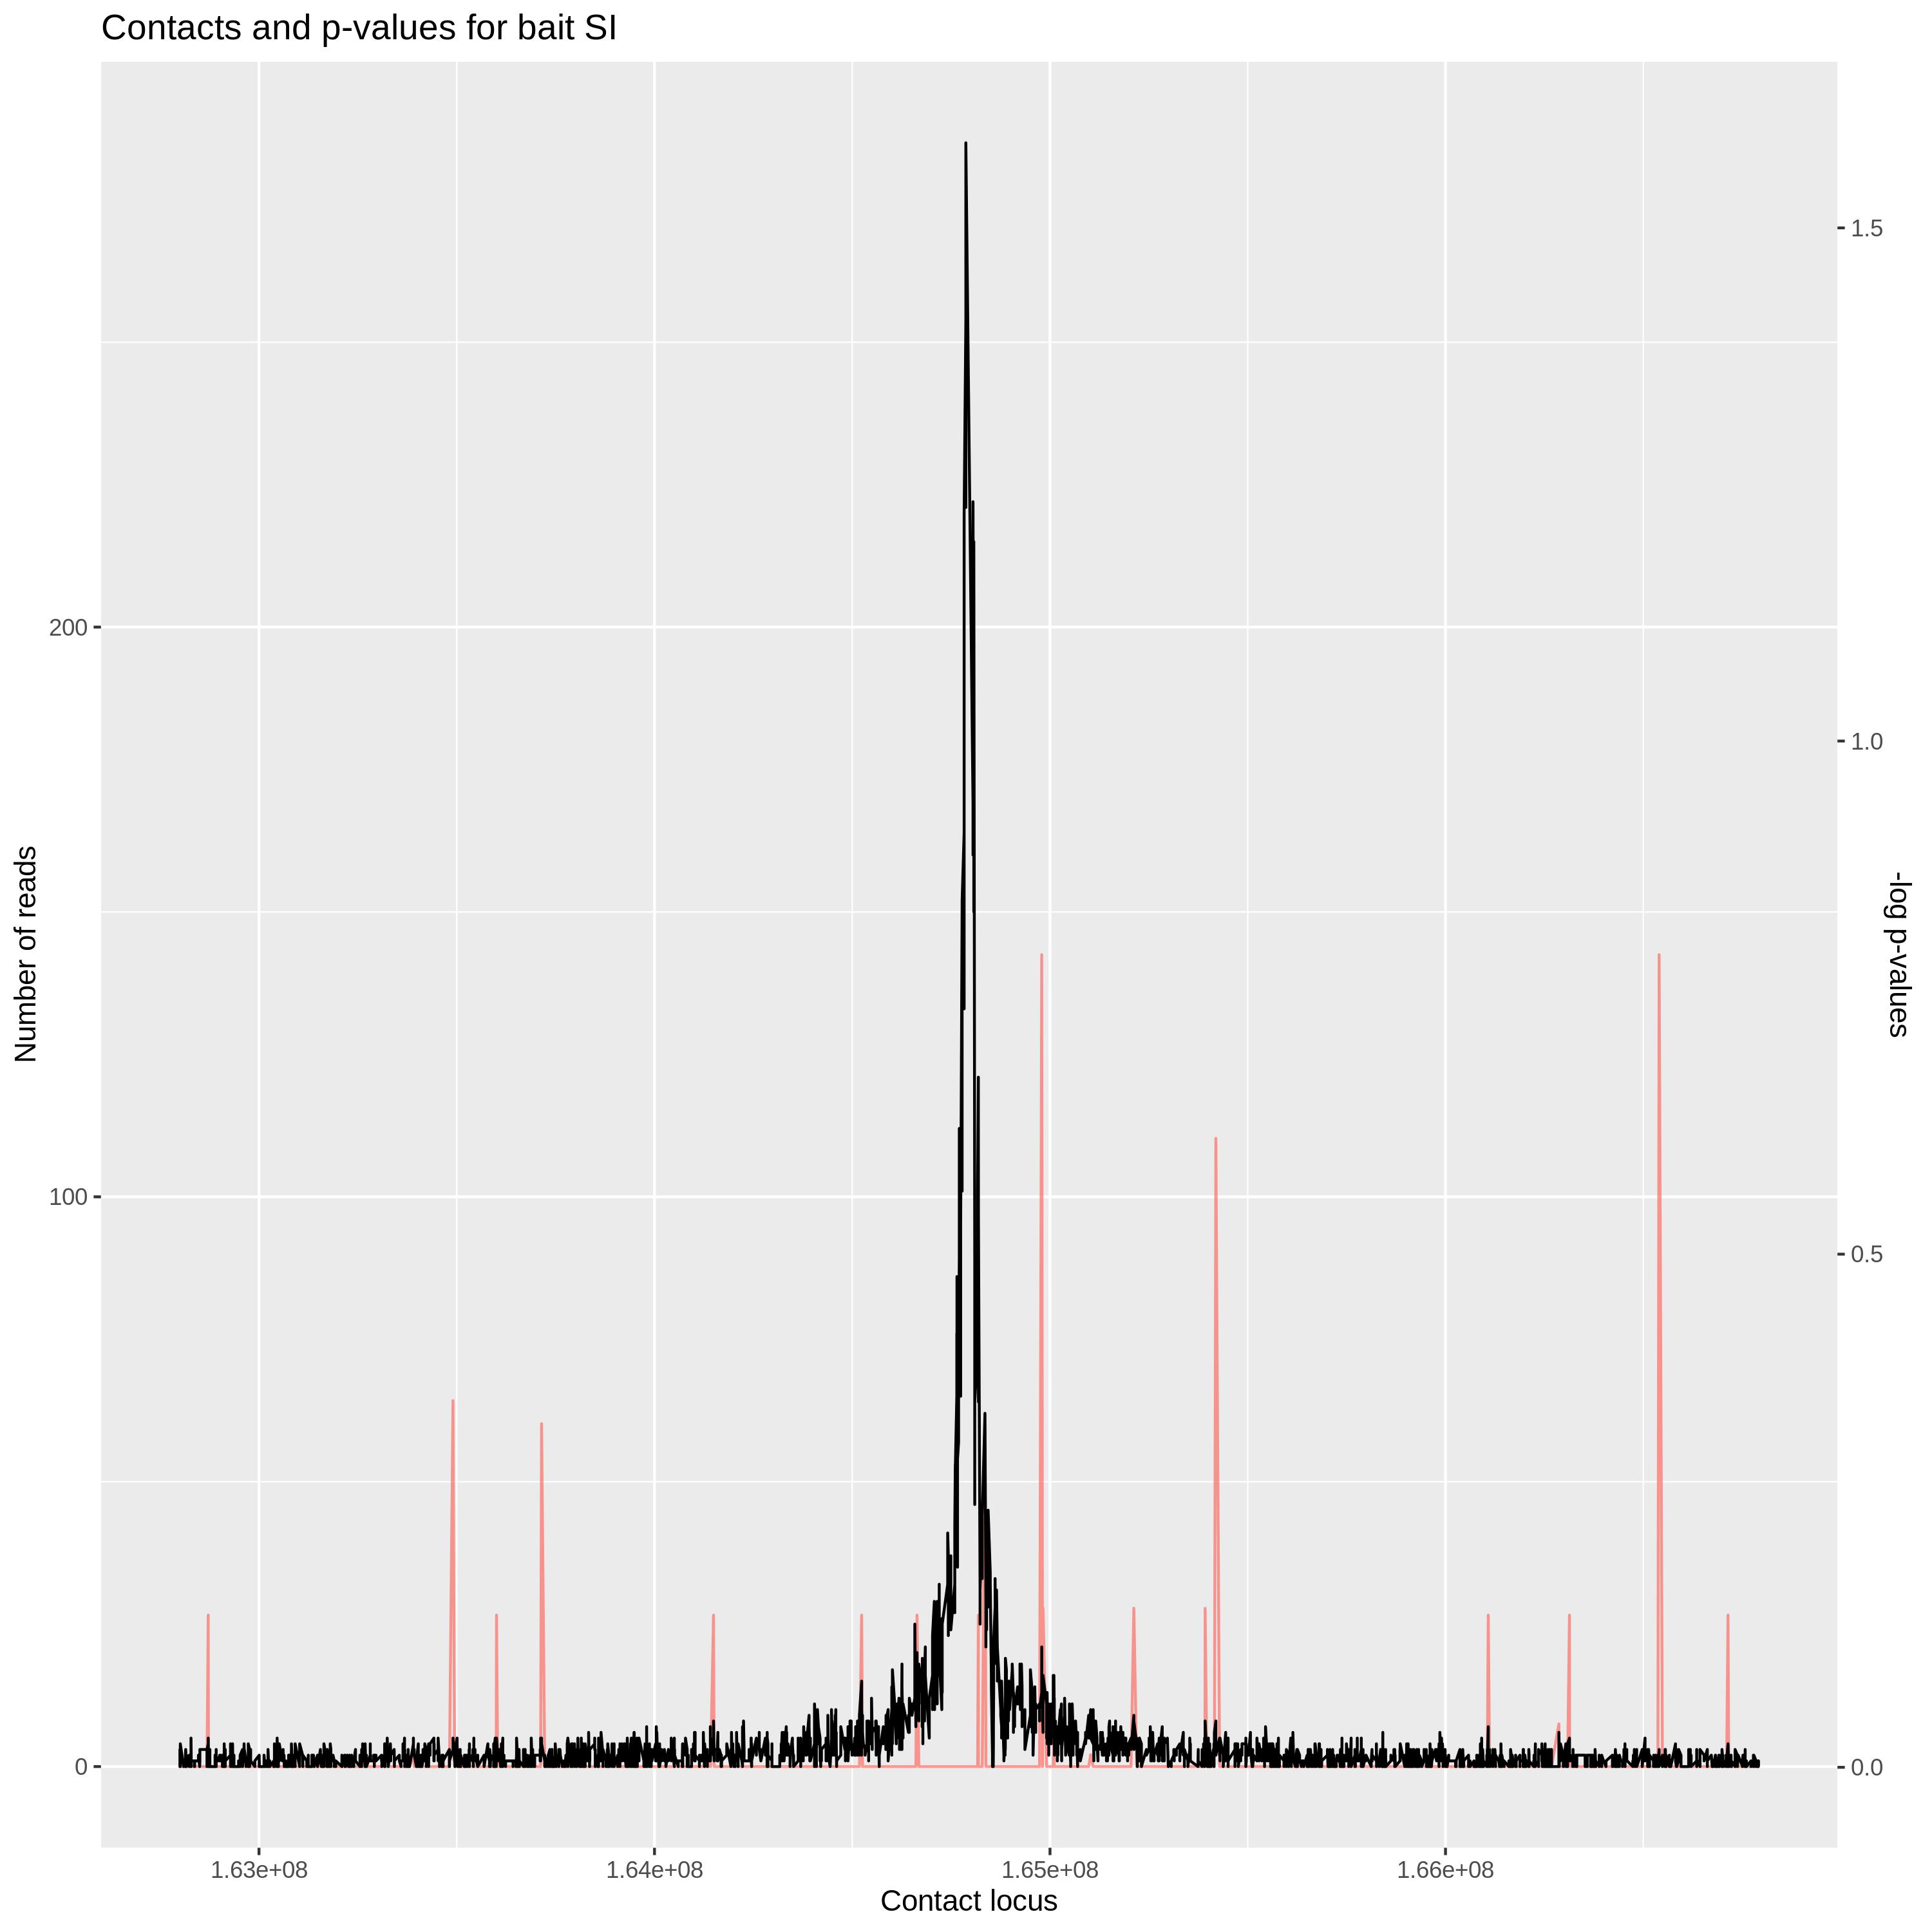 Contacts and p-values for bait SI
Number of reads
200
100
0
1.5
1.0
0.5
0.0
-log p-values
1.63e+08
1.64e+08
1.65e+08
1.66e+08
Contact locus